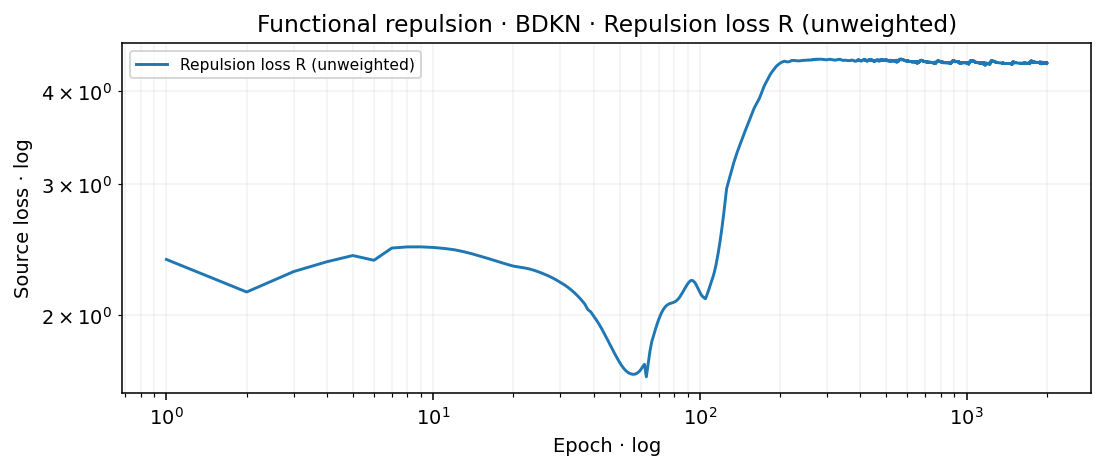 Functional repulsion · BDKN · Repulsion loss R (unweighted)
Repulsion loss R (unweighted)
Source loss · log
4 × 10⁰
3 × 10⁰
2 × 10⁰
10⁰ 10¹ 10² 10³
Epoch · log